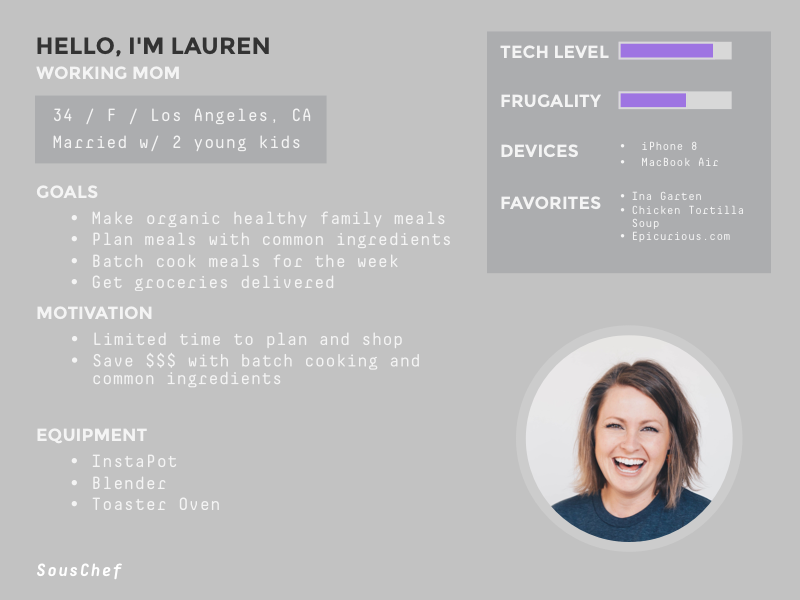 HELLO, I'M LAUREN
WORKING MOM
34 / F / Los Angeles, CA
Married w/ 2 young kids
GOALS
• Make organic healthy family meals
• Plan meals with common ingredients
• Batch cook meals for the week
• Get groceries delivered
MOTIVATION
• Limited time to plan and shop
• Save $$$ with batch cooking and
common ingredients
EQUIPMENT
• InstaPot
• Blender
• Toaster Oven
SousChef
TECH LEVEL
FRUGALITY
DEVICES
• iPhone 8
• MacBook Air
FAVORITES
• Ina Garten
• Chicken Tortilla
Soup
• Epicurious.com